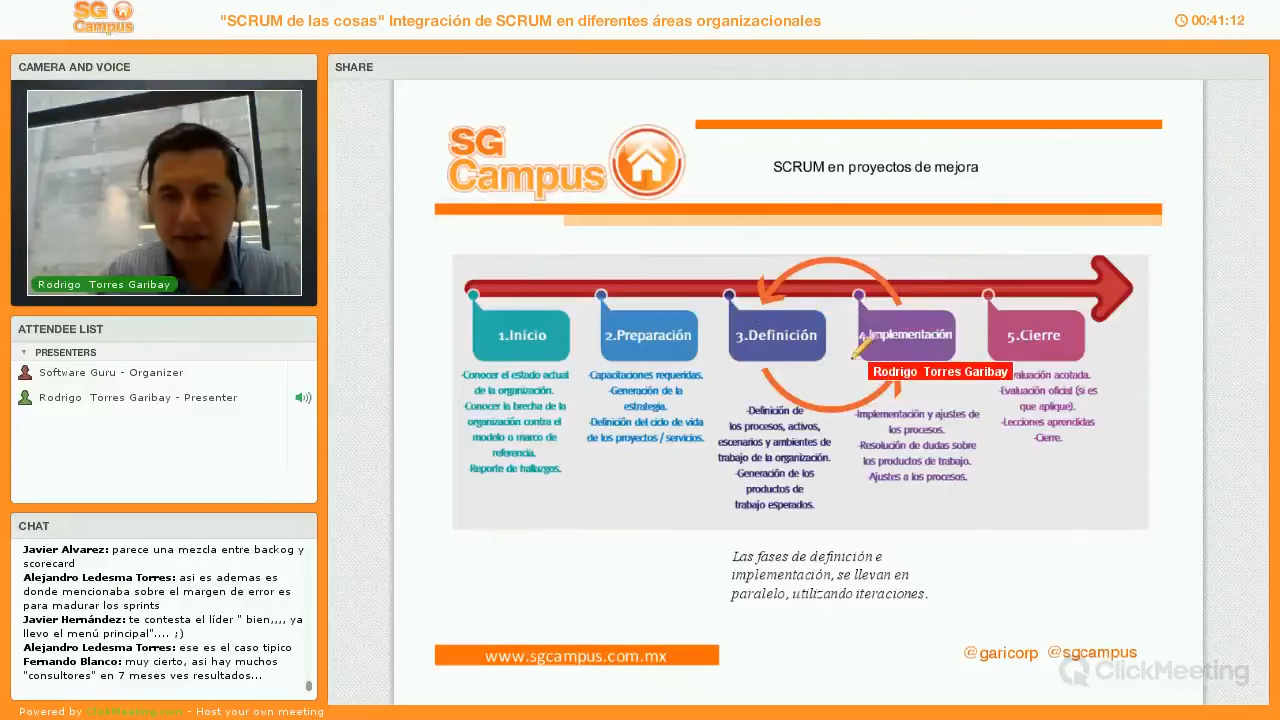 SG
Campus
"SCRUM de las cosas" Integración de SCRUM en diferentes áreas organizacionales
00:41:12
CAMERA AND VOICE
Rodrigo Torres Garibay
ATTENDEE LIST
PRESENTERS
Software Guru - Organizer
Rodrigo Torres Garibay - Presenter
CHAT
Javier Alvarez: parece una mezcla entre backog y
scorecard
Alejandro Ledesma Torres: asi es ademas es
donde mencionaba sobre el margen de error es
para madurar los sprints
Javier Hernández: te contesta el líder " bien,,,, ya
llevo el menú principal".... ;)
Alejandro Ledesma Torres: ese es el caso tipico
Fernando Blanco: muy cierto, asi hay muchos
"consultores" en 7 meses ves resultados...
Powered by ClickMeeting.com - Host your own meeting
SHARE
SG
Campus
SCRUM en proyectos de mejora
1.Inicio
-Conocer el estado actual
de la organización.
-Conocer la brecha de la
organización contra el
modelo o marco de
referencia.
-Reporte de hallazgos.
2.Preparación
-Capacitaciones requeridas.
-Generación de la
estrategia.
-Definición del ciclo de vida
de los proyectos / servicios.
3.Definición
-Definición de
los procesos, activos,
escenarios y ambientes de
trabajo de la organización.
-Generación de los
productos de
trabajo esperados.
4.Implementación
Rodrigo Torres Garibay
-Implementación y ajustes de
los procesos.
-Resolución de dudas sobre
los productos de trabajo.
-Ajustes a los procesos.
5.Cierre
valuación acotada.
-Evaluación oficial (si es
que aplique).
-Lecciones aprendidas
-Cierre.
Las fases de definición e
implementación, se llevan en
paralelo, utilizando iteraciones.
www.sgcampus.com.mx
@garicorp @sgcampus
ClickMeeting